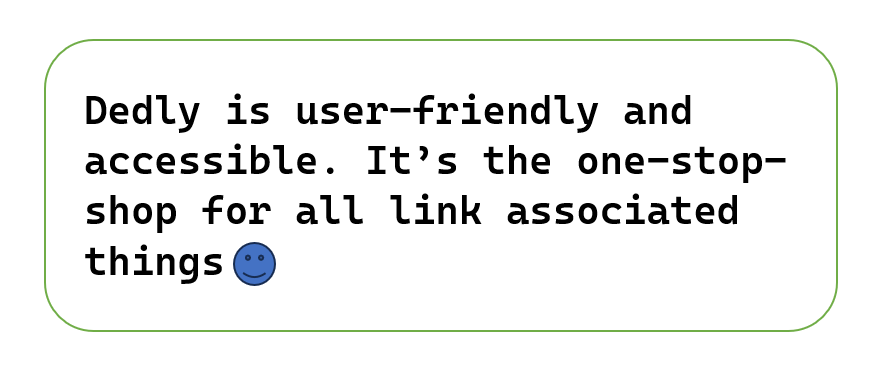 Dedly is user-friendly and
accessible. It’s the one-stop-
shop for all link associated
things